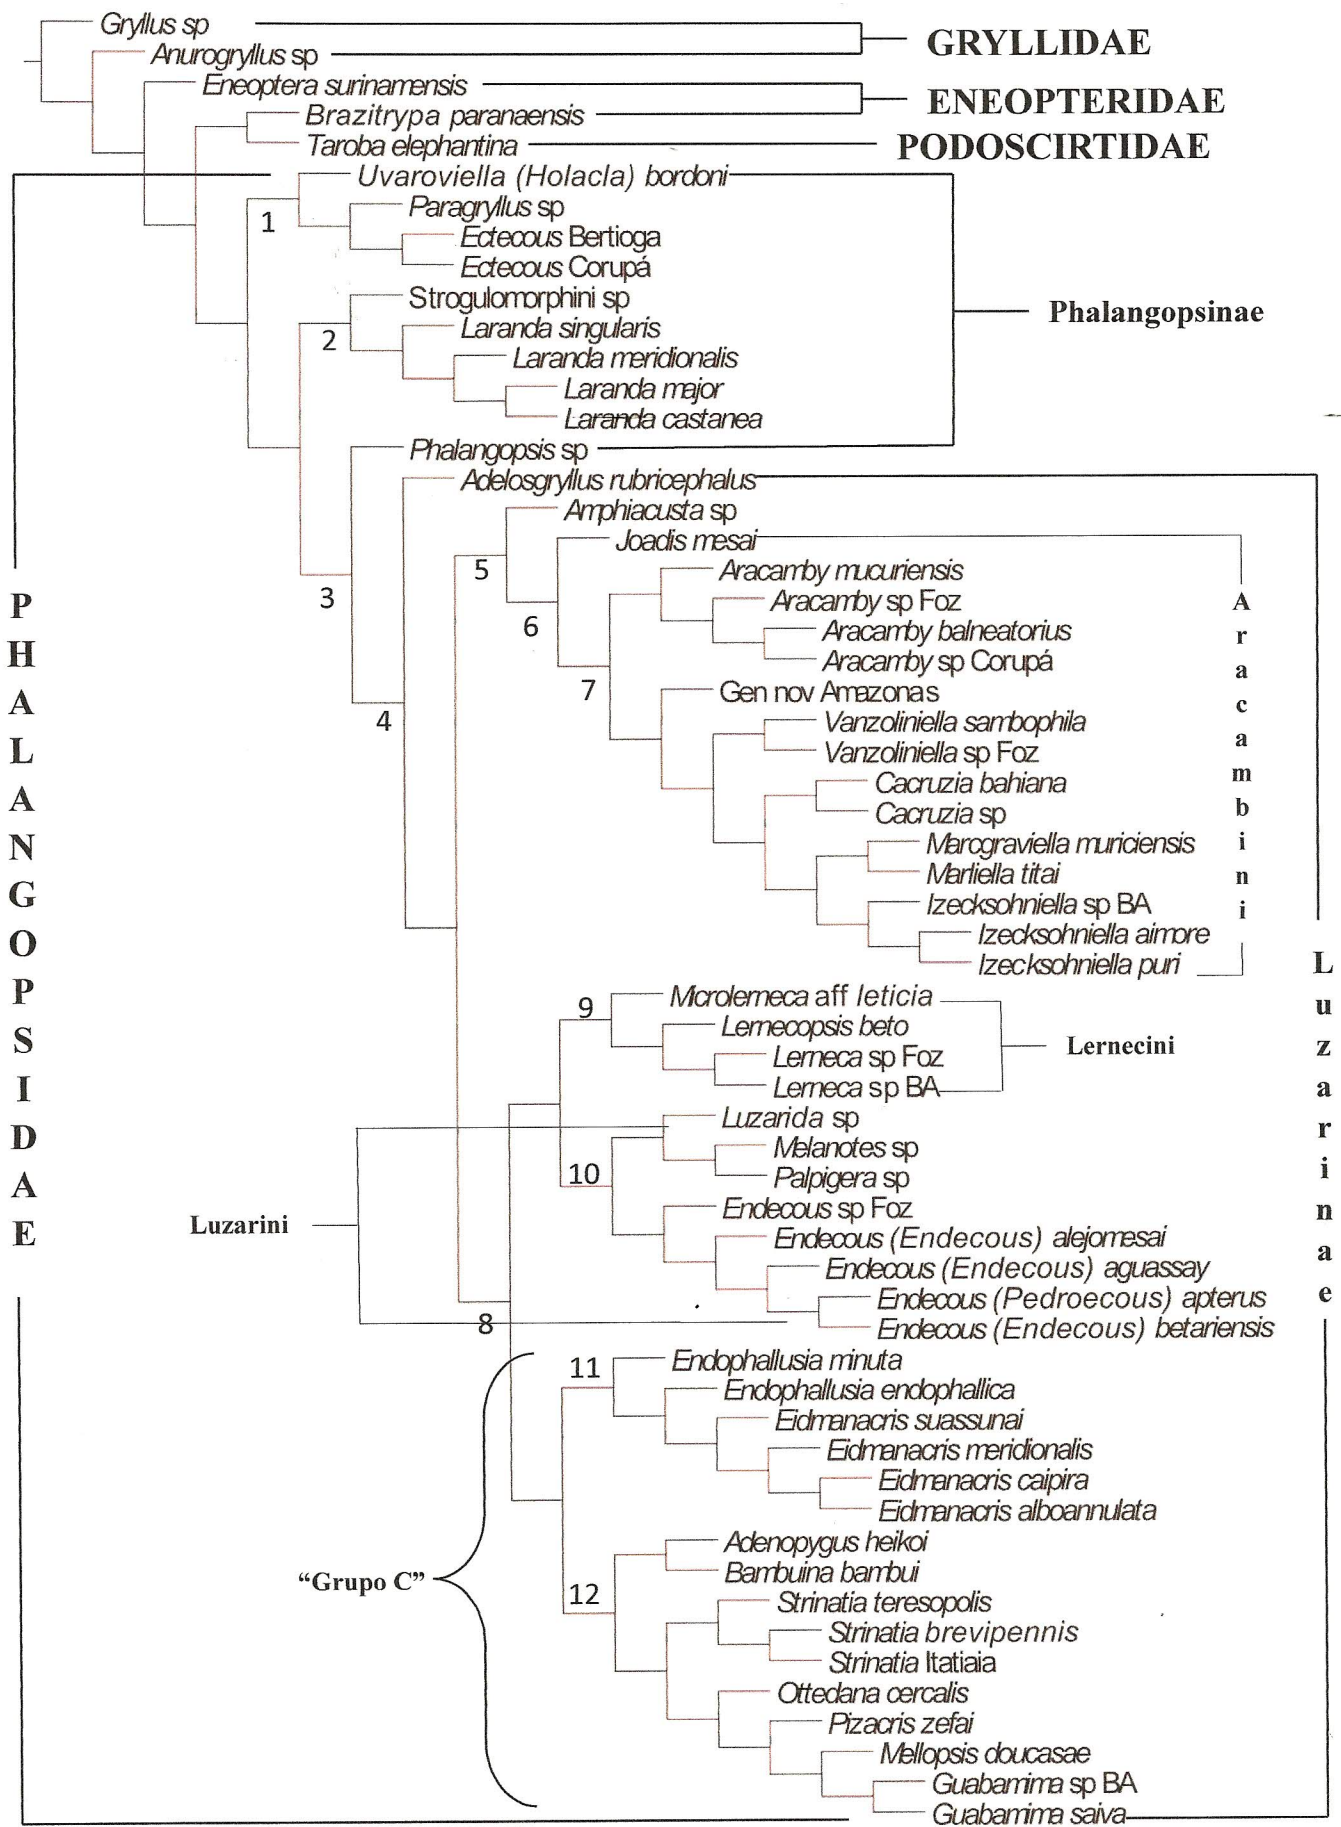 Gryllus sp
GRYLLIDAE
Anurogryllus sp
Eneoptera surinamensis
ENEOPTERIDAE
Brazitrypa paranaensis
Taroba elephantina
PODOSCIRTIDAE
Uvaroviella (Holacla) bordoni
1
Paragryllus sp
Ectecous Bertioga
Ectecous Corupá
Strogulomorphini sp
Phalangopsinae
2
Laranda singularis
Laranda meridionalis
Laranda major
Laranda castanea
Phalangopsis sp
Adelosgryllus rubricephalus
Amphiacusta sp
Joadis mesai
5
Aracamby mucuriensis
3
Aracamby sp Foz
6
Aracamby balneatorius
Aracamby sp Corupá
7
Gen nov Amazonas
4
Vanzoliniella sambophila
Vanzoliniella sp Foz
Cacruzia bahiana
Cacruzia sp
Marcgraviella muriciensis
Marliella titai
Izecksohniella sp BA
Izecksohniella aimore
Izecksohniella puri
Aracambini
PHALANGOPSIDAE
Luzarinae
9
Microlerneca aff leticia
Lernecopsis beto
Lerneca sp Foz
Lernecini
Lerneca sp BA
Luzarida sp
Melanotes sp
10
Palpigera sp
Endecous sp Foz
Luzarini
Endecous (Endecous) alejomesai
Endecous (Endecous) aguassay
Endecous (Pedroecous) apterus
8
Endecous (Endecous) betariensis
11
Endophallusia minuta
Endophallusia endophallica
Eidmanacris suassunai
Eidmanacris meridionalis
Eidmanacris caipira
Eidmanacris alboannulata
Adenopygus heikoi
Bambuina bambui
“Grupo C”
12
Strinatia teresopolis
Strinatia brevipennis
Strinatia Itatiaia
Ottedana cercalis
Pizacris zefai
Mellopsis doucasae
Guabamima sp BA
Guabamima saiva